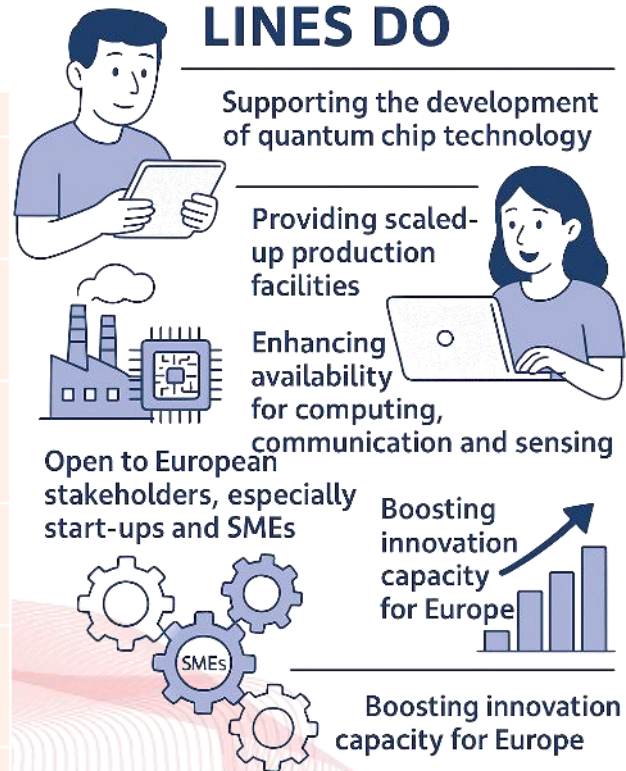 LINES DO
Supporting the development
of quantum chip technology
Providing scaled-
up production
facilities
Enhancing
availability
for computing,
communication and sensing
Open to European
stakeholders, especially
start-ups and SMEs
Boosting
innovation
capacity
for Europe
SMEs
Boosting innovation
capacity for Europe